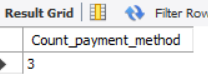 Result Grid Filter Row
Count_payment_method
3